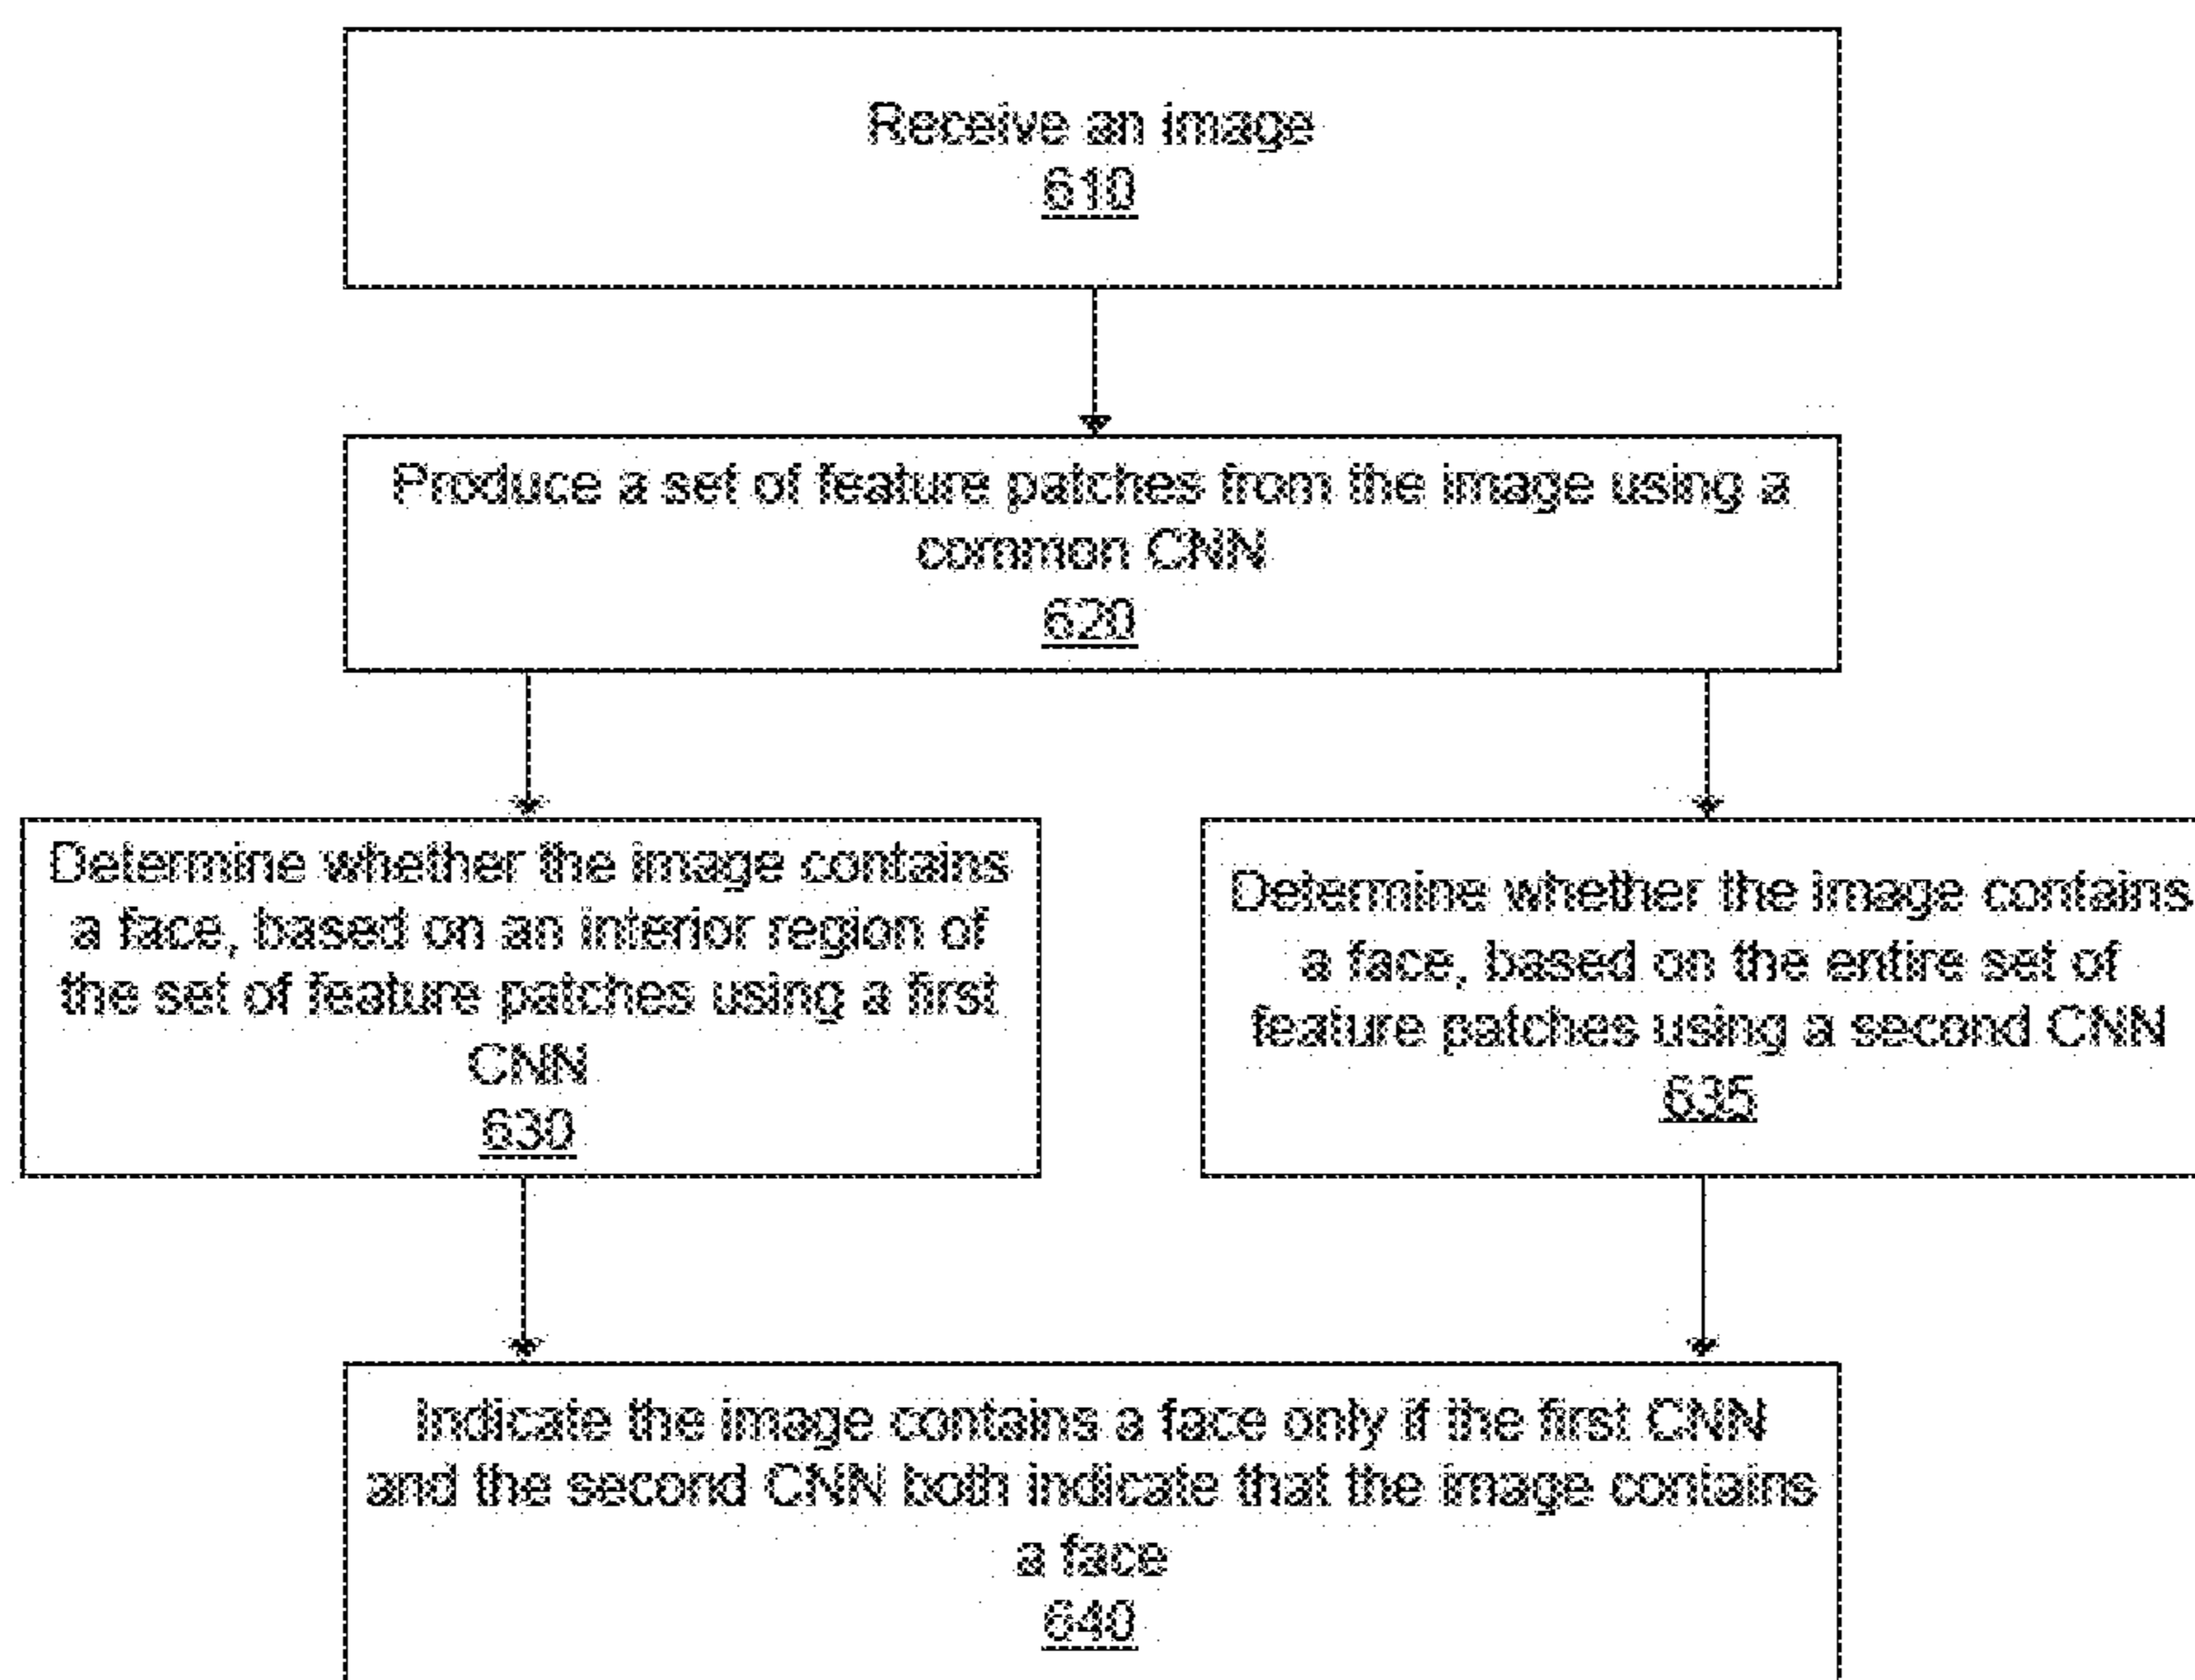 Receive an image
610
Produce a set of feature patches from the image using a
common CNN
620
Determine whether the image contains
a face, based on an interior region of
the set of feature patches using a first
CNN
630
Determine whether the image contains
a face, based on the entire set of
feature patches using a second CNN
635
Indicate the image contains a face only if the first CNN
and the second CNN both indicate that the image contains
a face
640